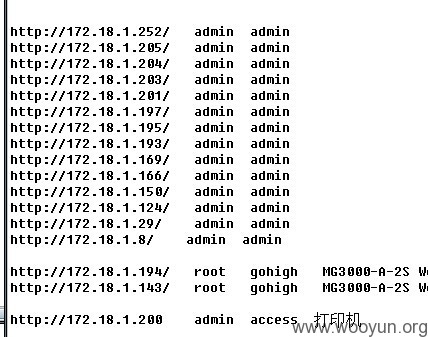 http://172.18.1.252/ admin admin
http://172.18.1.205/ admin admin
http://172.18.1.204/ admin admin
http://172.18.1.203/ admin admin
http://172.18.1.201/ admin admin
http://172.18.1.197/ admin admin
http://172.18.1.195/ admin admin
http://172.18.1.193/ admin admin
http://172.18.1.169/ admin admin
http://172.18.1.166/ admin admin
http://172.18.1.150/ admin admin
http://172.18.1.124/ admin admin
http://172.18.1.29/ admin admin
http://172.18.1.8/ admin admin
http://172.18.1.194/ root gohigh MG3000-A-2S We
http://172.18.1.143/ root gohigh MG3000-A-2S We
http://172.18.1.200 admin access 打印机
www.wooyun.org